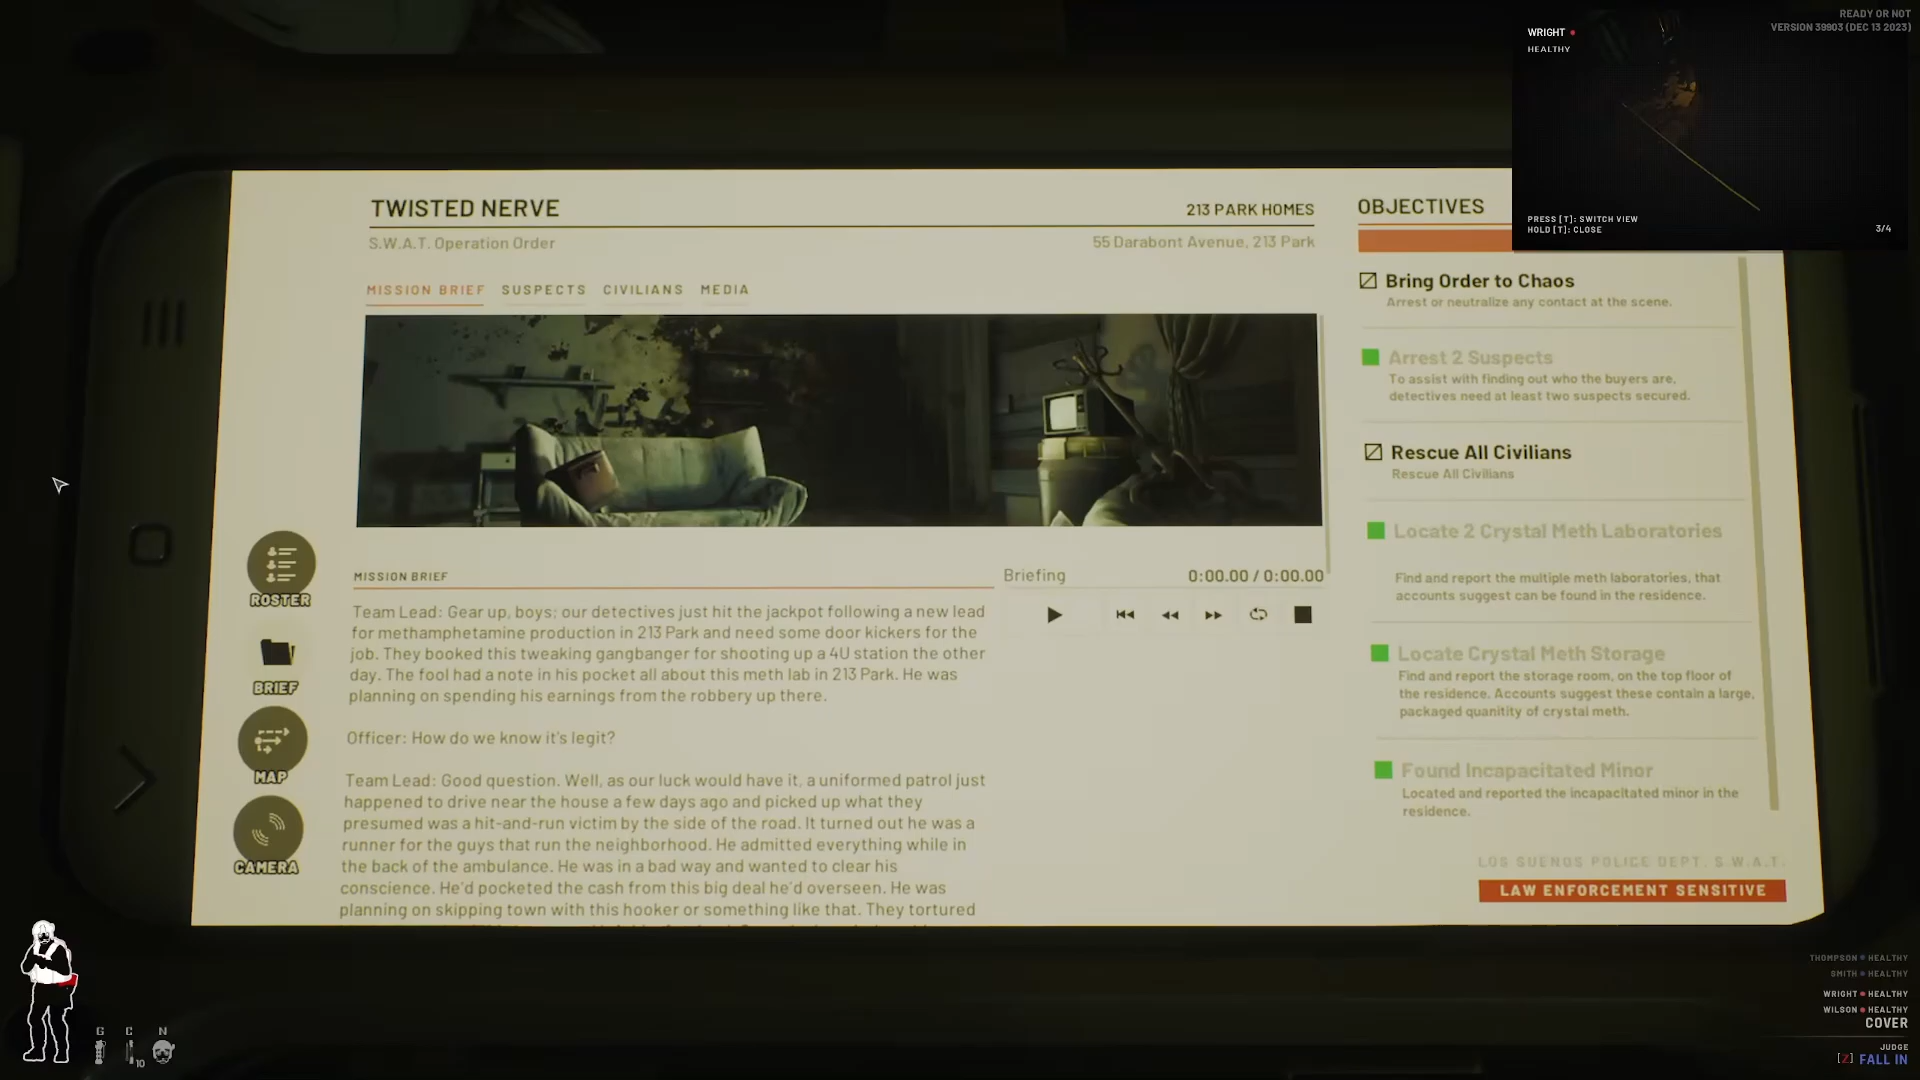 READY OR NOT
VERSION 39903 (DEC 13 2023)
WRIGHT
HEALTHY
PRESS [T]: SWITCH VIEW
HOLD [T]: CLOSE
3/4
TWISTED NERVE
213 PARK HOMES
S.W.A.T. Operation Order
55 Darabont Avenue, 213 Park
MISSION BRIEF SUSPECTS CIVILIANS MEDIA
MISSION BRIEF
Team Lead: Gear up, boys; our detectives just hit the jackpot following a new lead
for methamphetamine production in 213 Park and need some door kickers for the
job. They booked this tweaking gangbanger for shooting up a 4U station the other
day. The fool had a note in his pocket all about this meth lab in 213 Park. He was
planning on spending his earnings from the robbery up there.
Officer: How do we know it's legit?
Team Lead: Good question. Well, as our luck would have it, a uniformed patrol just
happened to drive near the house a few days ago and picked up what they
presumed was a hit-and-run victim by the side of the road. It turned out he was a
runner for the guys that run the neighborhood. He admitted everything while in
the back of the ambulance. He was in a bad way and wanted to clear his
conscience. He'd pocketed the cash from this big deal he'd overseen. He was
planning on skipping town with this hooker or something like that. They tortured
Briefing
0:00.00 / 0:00.00
OBJECTIVES
Bring Order to Chaos
Arrest or neutralize any contact at the scene.
Arrest 2 Suspects
To assist with finding out who the buyers are,
detectives need at least two suspects secured.
Rescue All Civilians
Rescue All Civilians
Locate 2 Crystal Meth Laboratories
Find and report the multiple meth laboratories, that
accounts suggest can be found in the residence.
Locate Crystal Meth Storage
Find and report the storage room, on the top floor of
the residence. Accounts suggest these contain a large,
packaged quanitity of crystal meth.
Found Incapacitated Minor
Located and reported the incapacitated minor in the
residence.
LOS SUENOS POLICE DEPT. S.W.A.T.
LAW ENFORCEMENT SENSITIVE
ROSTER
BRIEF
MAP
CAMERA
G C N
10
THOMPSON HEALTHY
SMITH HEALTHY
WRIGHT HEALTHY
WILSON HEALTHY
COVER
JUDGE
[Z] FALL IN